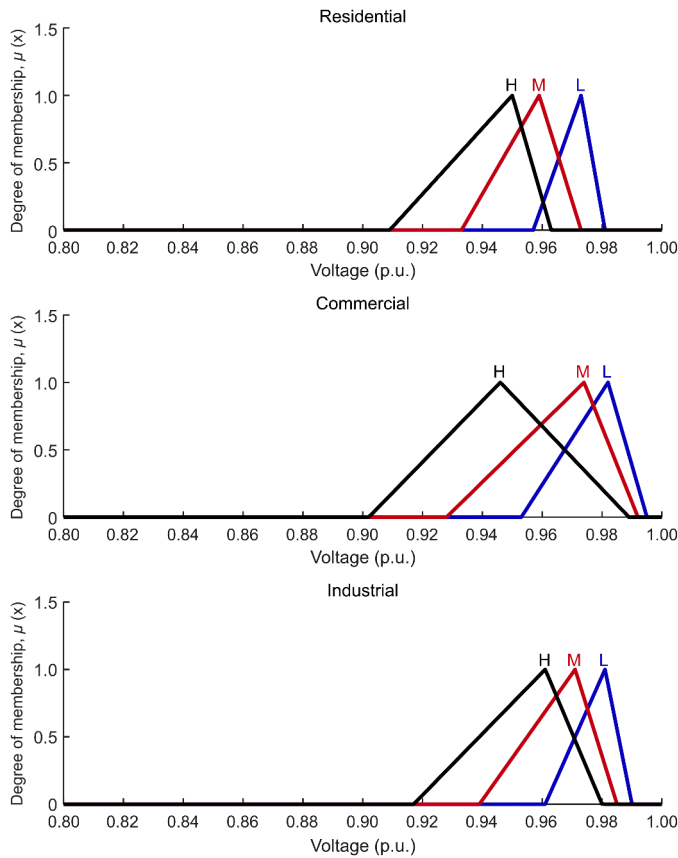 Residential
Degree of membership, μ (x)
1.5
1.0
0.5
0
H M L
0.80 0.82 0.84 0.86 0.88 0.90 0.92 0.94 0.96 0.98 1.00
Voltage (p.u.)
Commercial
Degree of membership, μ (x)
1.5
1.0
0.5
0
H M L
0.80 0.82 0.84 0.86 0.88 0.90 0.92 0.94 0.96 0.98 1.00
Voltage (p.u.)
Industrial
Degree of membership, μ (x)
1.5
1.0
0.5
0
H M L
0.80 0.82 0.84 0.86 0.88 0.90 0.92 0.94 0.96 0.98 1.00
Voltage (p.u.)